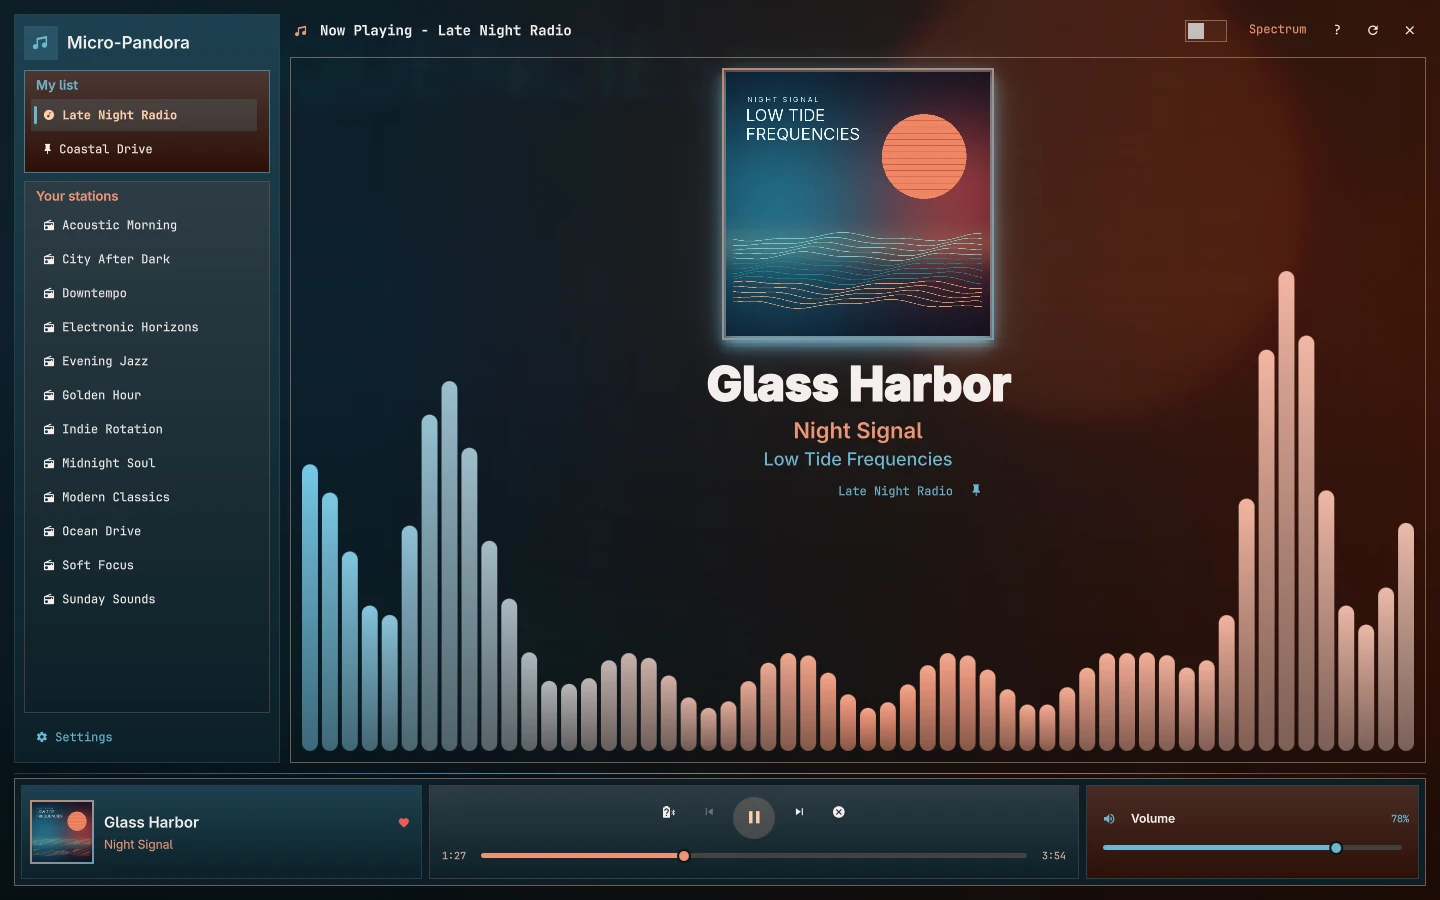 Micro-Pandora
My list
Late Night Radio
Coastal Drive
Your stations
Acoustic Morning
City After Dark
Downtempo
Electronic Horizons
Evening Jazz
Golden Hour
Indie Rotation
Midnight Soul
Modern Classics
Ocean Drive
Soft Focus
Sunday Sounds
Settings
Now Playing - Late Night Radio
Spectrum
?
NIGHT SIGNAL
LOW TIDE
FREQUENCIES
Glass Harbor
Night Signal
Low Tide Frequencies
Late Night Radio
LOW TIDE
FREQUENCIES
Glass Harbor
Night Signal
1:27
3:54
Volume
78%